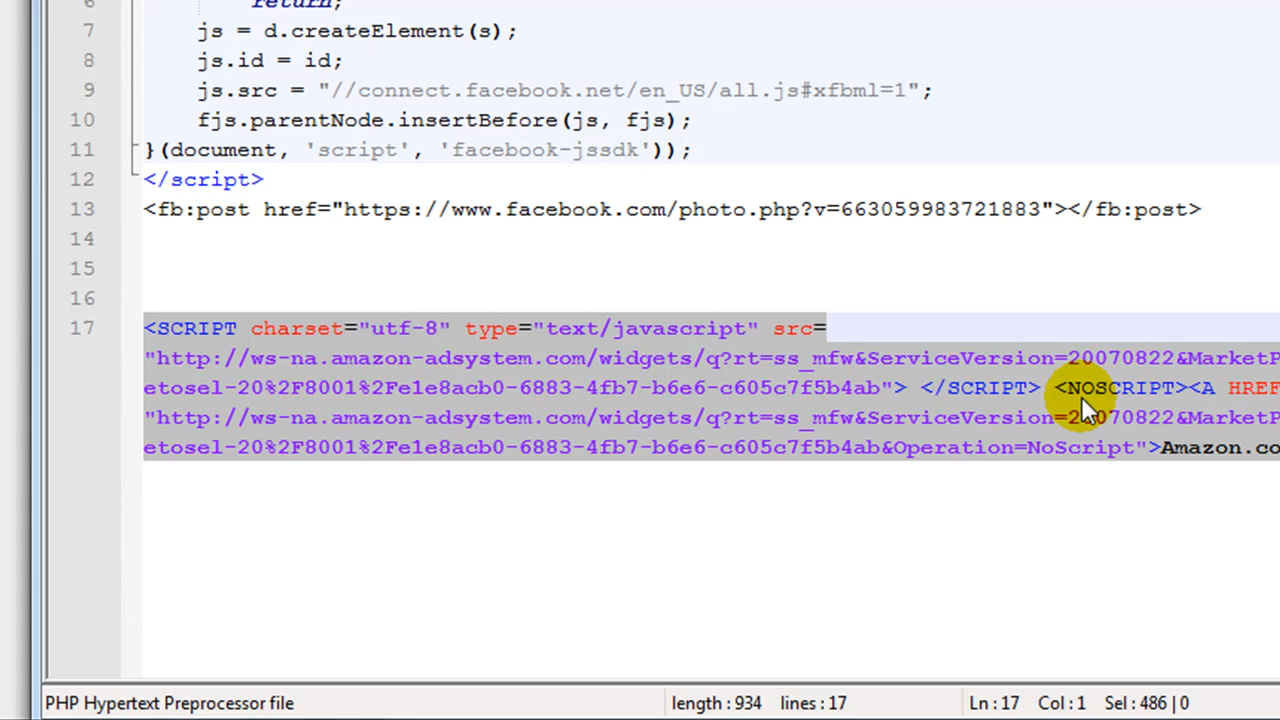 6 return;
7 js = d.createElement(s);
8 js.id = id;
9 js.src = "//connect.facebook.net/en_US/all.js#xfbml=1";
10 fjs.parentNode.insertBefore(js, fjs);
11 }(document, 'script', 'facebook-jssdk'));
12 </script>
13 <fb:post href="https://www.facebook.com/photo.php?v=663059983721883"></fb:post>
14
15
16
17 <SCRIPT charset="utf-8" type="text/javascript" src=
"http://ws-na.amazon-adsystem.com/widgets/q?rt=ss_mfw&ServiceVersion=20070822&MarketP
etosel-20%2F8001%2Fe1e8acb0-6883-4fb7-b6e6-c605c7f5b4ab"> </SCRIPT> <NOSCRIPT><A HREF
"http://ws-na.amazon-adsystem.com/widgets/q?rt=ss_mfw&ServiceVersion=20070822&MarketP
etosel-20%2F8001%2Fe1e8acb0-6883-4fb7-b6e6-c605c7f5b4ab&Operation=NoScript">Amazon.co
PHP Hypertext Preprocessor file length : 934 lines : 17 Ln : 17 Col : 1 Sel : 486 | 0